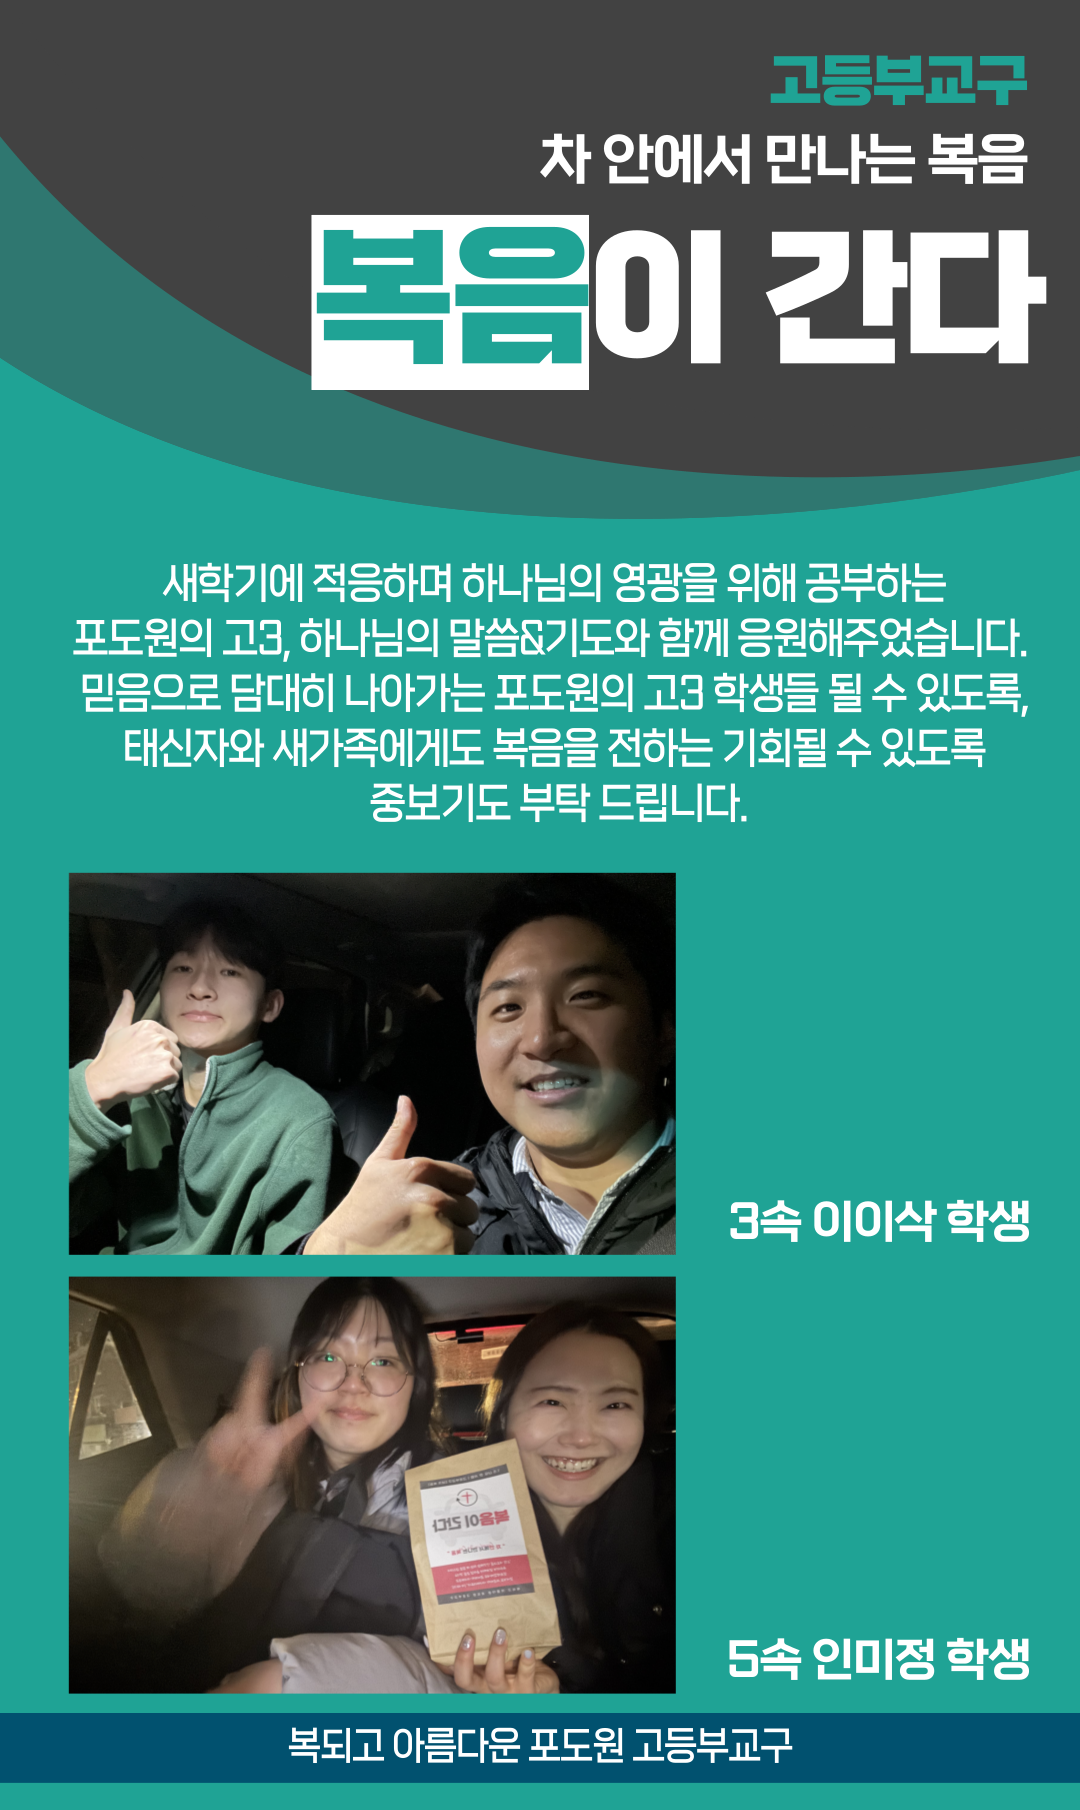 고등부교구
차 안에서 만나는 복음
복음이 간다
새학기에 적응하며 하나님의 영광을 위해 공부하는
포도원의 고3, 하나님의 말씀&기도와 함께 응원해주었습니다.
믿음으로 담대히 나아가는 포도원의 고3 학생들 될 수 있도록,
태신자와 새가족에게도 복음을 전하는 기회될 수 있도록
중보기도 부탁 드립니다.
3속 이이삭 학생
복음이 간다
5속 인미정 학생
복되고 아름다운 포도원 고등부교구